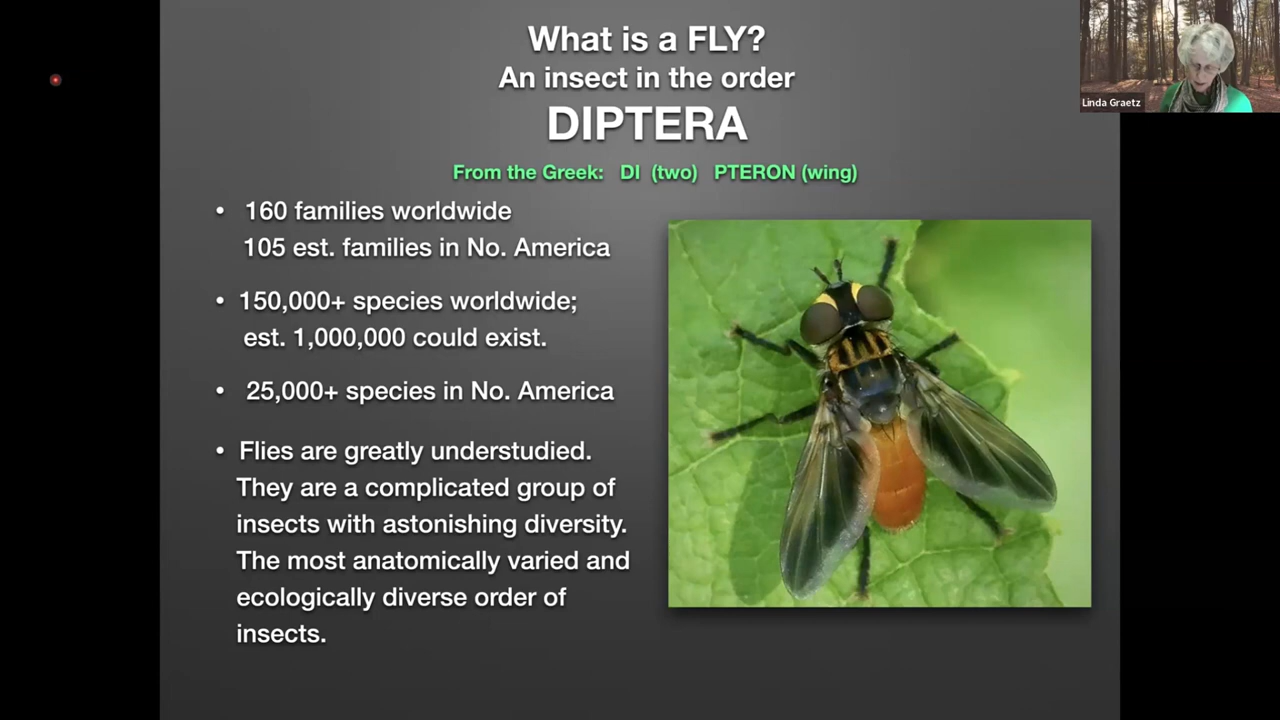 What is a FLY?
An insect in the order
DIPTERA
From the Greek: DI (two) PTERON (wing)
• 160 families worldwide
105 est. families in No. America
• 150,000+ species worldwide;
est. 1,000,000 could exist.
• 25,000+ species in No. America
• Flies are greatly understudied.
They are a complicated group of
insects with astonishing diversity.
The most anatomically varied and
ecologically diverse order of
insects.
Linda Graetz